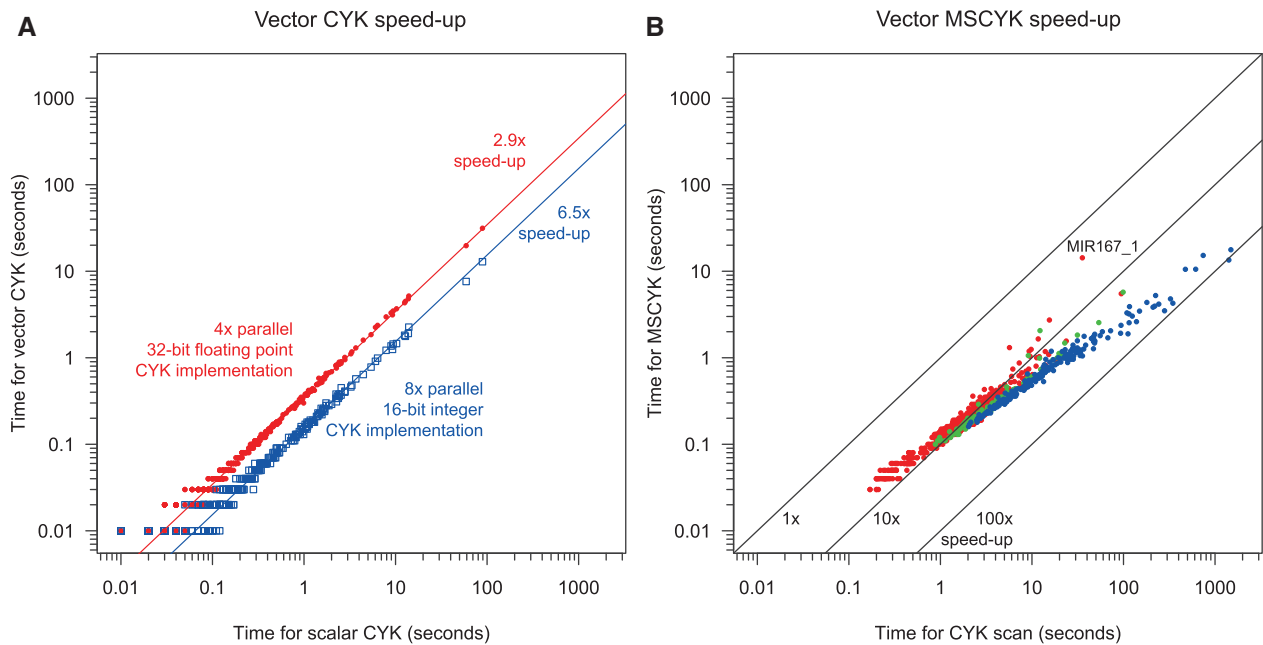 A
Vector CYK speed-up
Time for vector CYK (seconds)
1000
100
10
1
0.1
0.01
2.9x
speed-up
6.5x
speed-up
4x parallel
32-bit floating point
CYK implementation
8x parallel
16-bit integer
CYK implementation
0.01 0.1 1 10 100 1000
Time for scalar CYK (seconds)
B
Vector MSCYK speed-up
Time for MSCYK (seconds)
1000
100
10
1
0.1
0.01
MIR167_1
1x 10x 100x
speed-up
0.01 0.1 1 10 100 1000
Time for CYK scan (seconds)